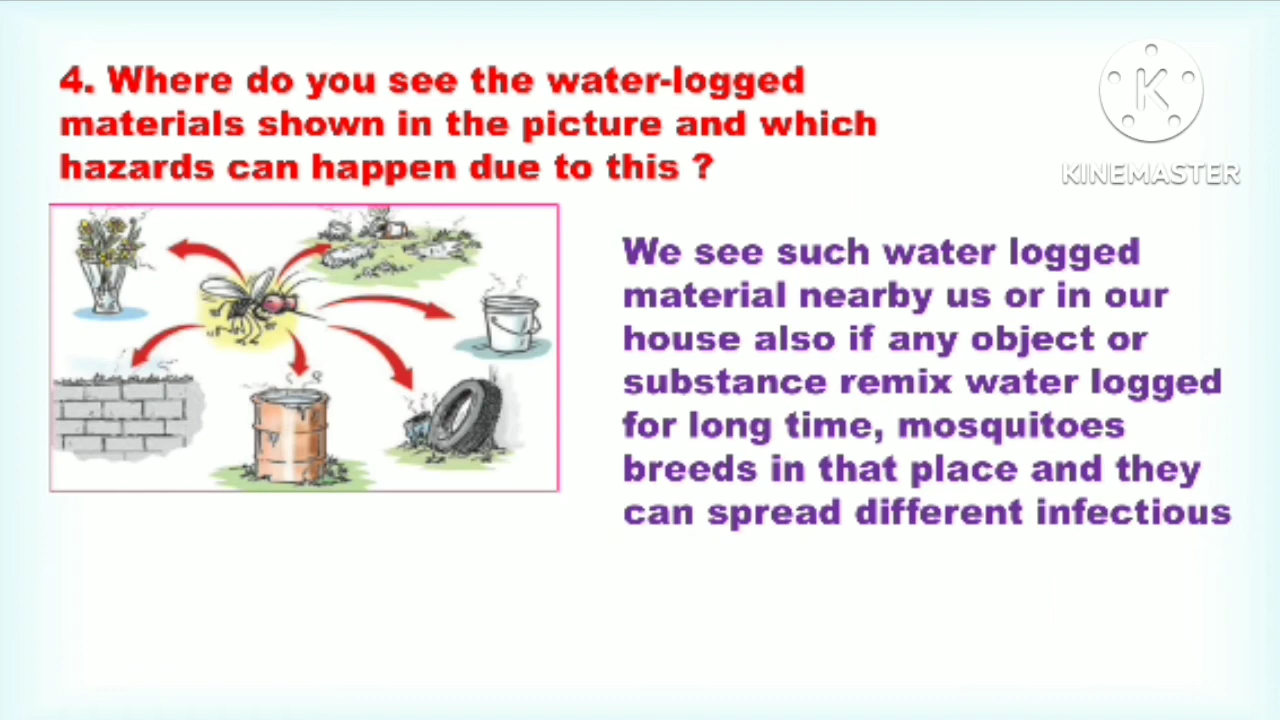 4. Where do you see the water-logged
materials shown in the picture and which
hazards can happen due to this ?
K
KINEMASTER
We see such water logged
material nearby us or in our
house also if any object or
substance remix water logged
for long time, mosquitoes
breeds in that place and they
can spread different infectious